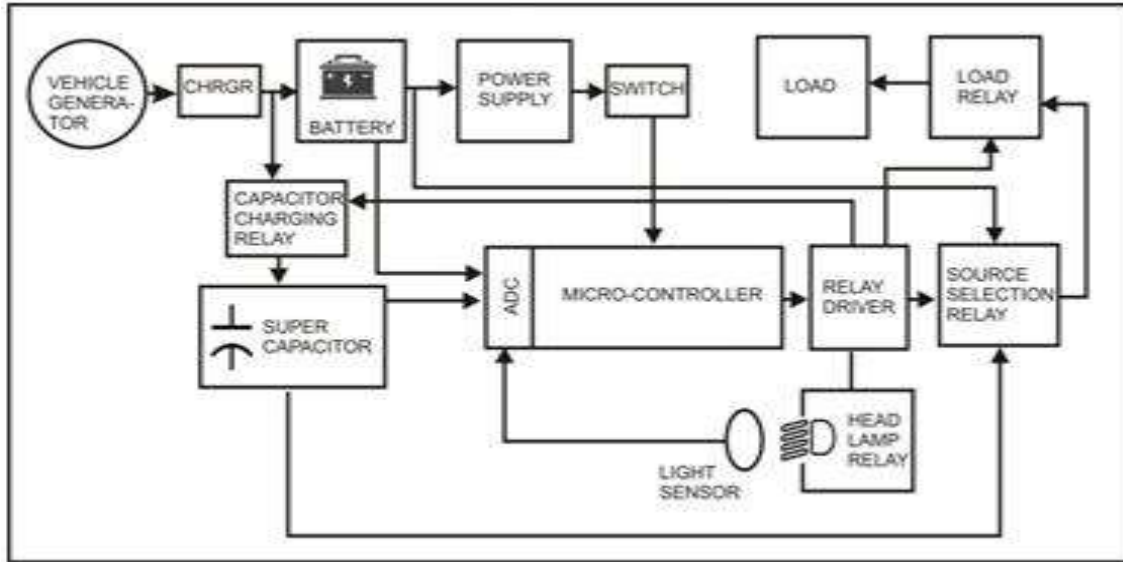 VEHICLE
GENERA-
TOR
CHRGR
BATTERY
POWER
SUPPLY
SWITCH
LOAD
LOAD
RELAY
CAPACITOR
CHARGING
RELAY
SUPER
CAPACITOR
ADC
MICRO-CONTROLLER
RELAY
DRIVER
SOURCE
SELECTION
RELAY
LIGHT
SENSOR
HEAD
LAMP
RELAY